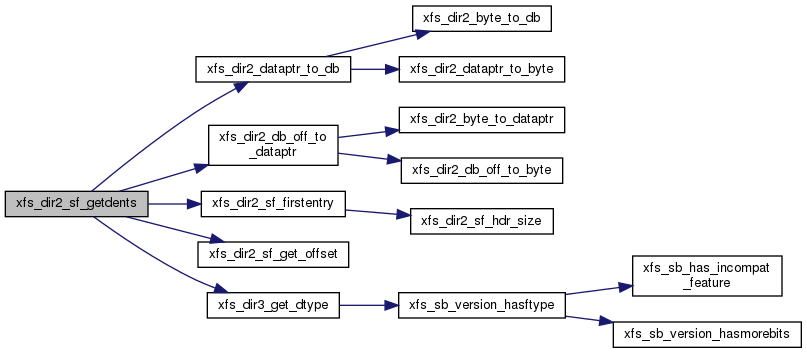 xfs_dir2_byte_to_db
xfs_dir2_dataptr_to_db
xfs_dir2_dataptr_to_byte
xfs_dir2_byte_to_dataptr
xfs_dir2_db_off_to
_dataptr
xfs_dir2_db_off_to_byte
xfs_dir2_sf_getdents
xfs_dir2_sf_firstentry
xfs_dir2_sf_hdr_size
xfs_dir2_sf_get_offset
xfs_sb_has_incompat
_feature
xfs_dir3_get_dtype
xfs_sb_version_hasftype
xfs_sb_version_hasmorebits